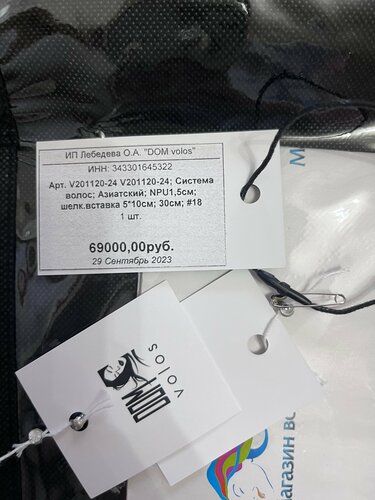 ИП Лебедева О.А. "DOM volos"
ИНН: 343301645322
Арт. V201120-24 V201120-24; Система
волос; Азиатский; NPU1,5см;
шелк.вставка 5*10см; 30см; #18
1 шт.
69000,00руб.
29 Сентябрь 2023
DOM
volos
М
агазин во